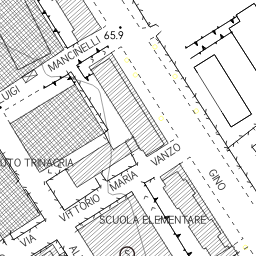 65.9
MANCINELLI
LUIGI
UTO TRINACRIA
VANZO
MARIA
GINO
VITTORIO
SCUOLA ELEMENTARE
VIA